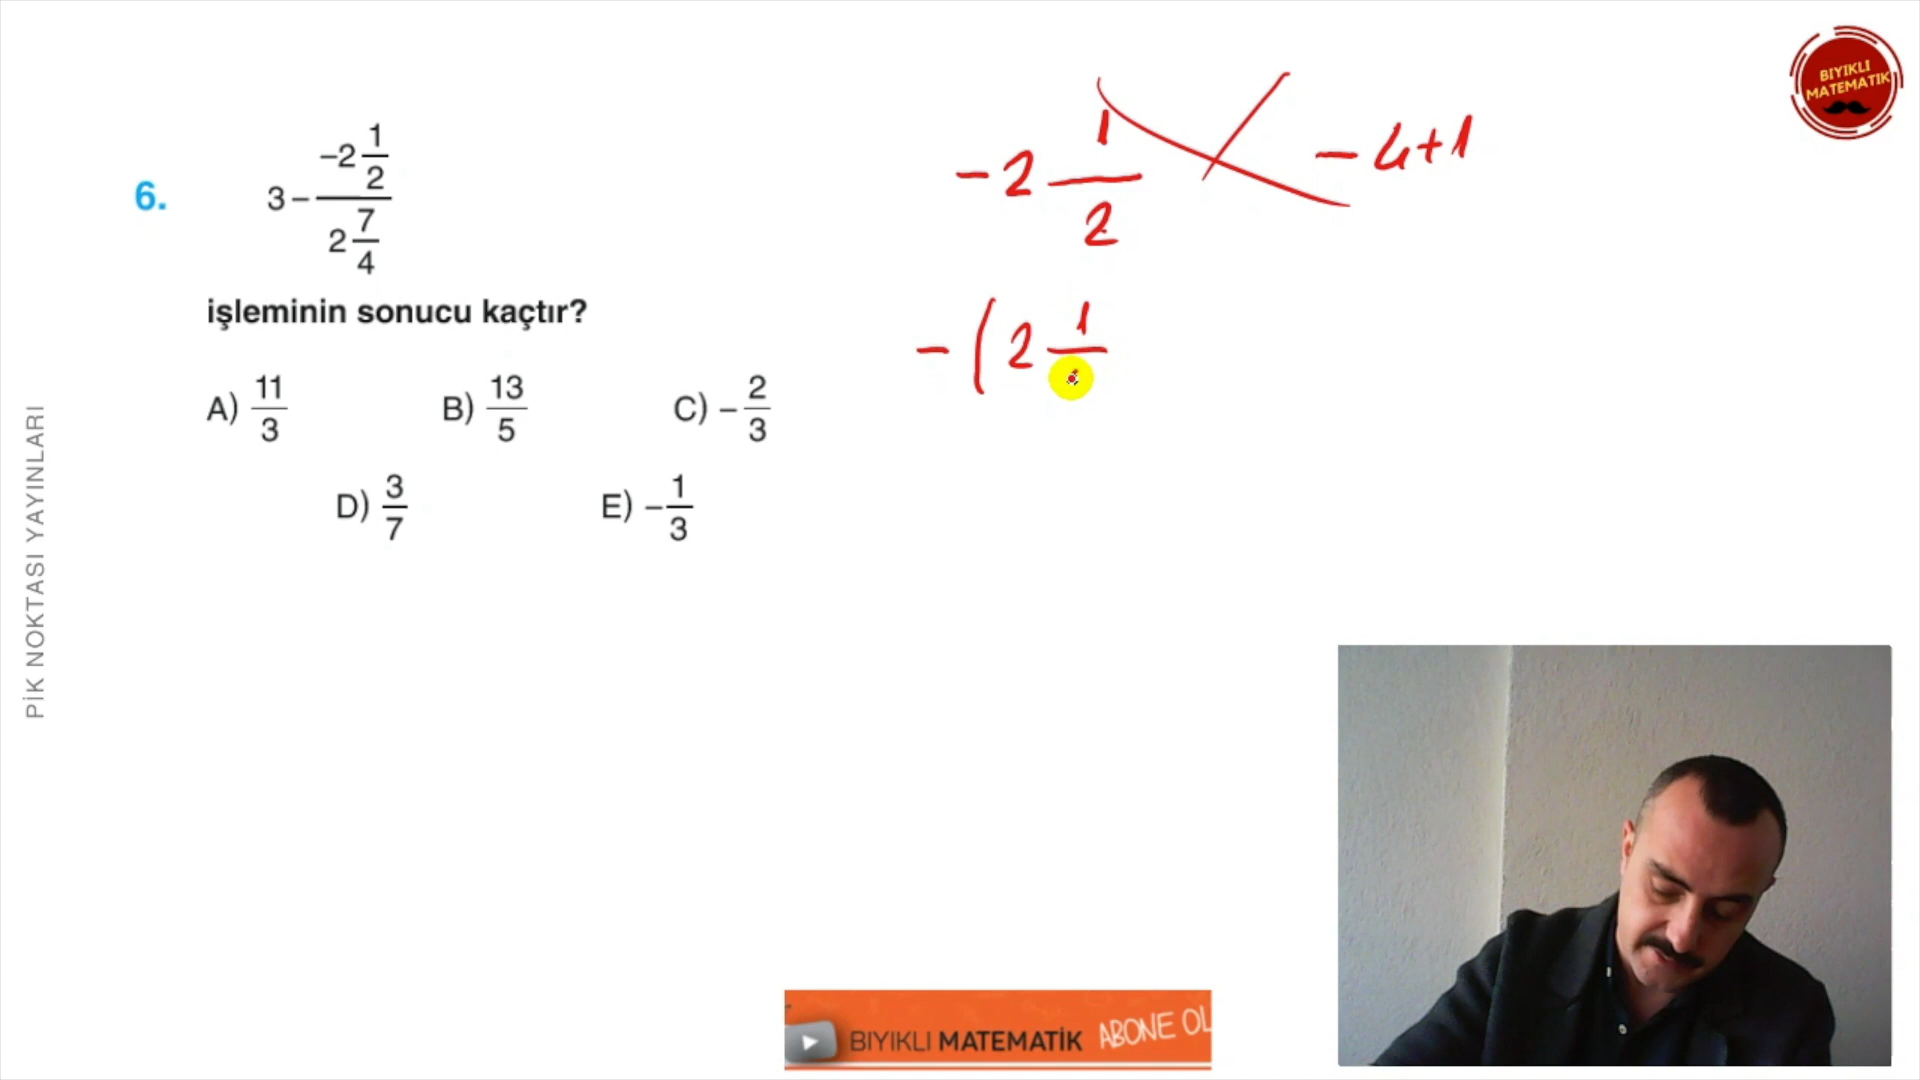 6. 3 – (–2 1/2) / (2 7/4)
işleminin sonucu kaçtır?
A) 11/3 B) 13/5 C) – 2/3
D) 3/7 E) – 1/3
PİK NOKTASI YAYINLARI
– 2 1/2 – 4+1
– ( 2 1
BIYIKLI
MATEMATİK
BIYIKLI MATEMATİK ABONE OL